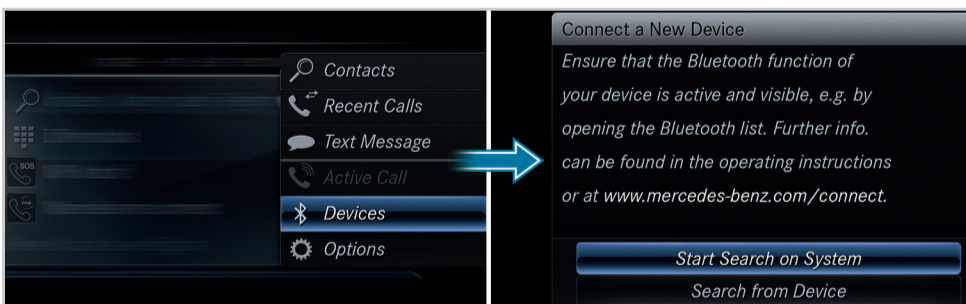 Contacts
Recent Calls
Text Message
Active Call
Devices
Options
SOS
me
Connect a New Device
Ensure that the Bluetooth function of
your device is active and visible, e.g. by
opening the Bluetooth list. Further info.
can be found in the operating instructions
or at www.mercedes-benz.com/connect.
Start Search on System
Search from Device